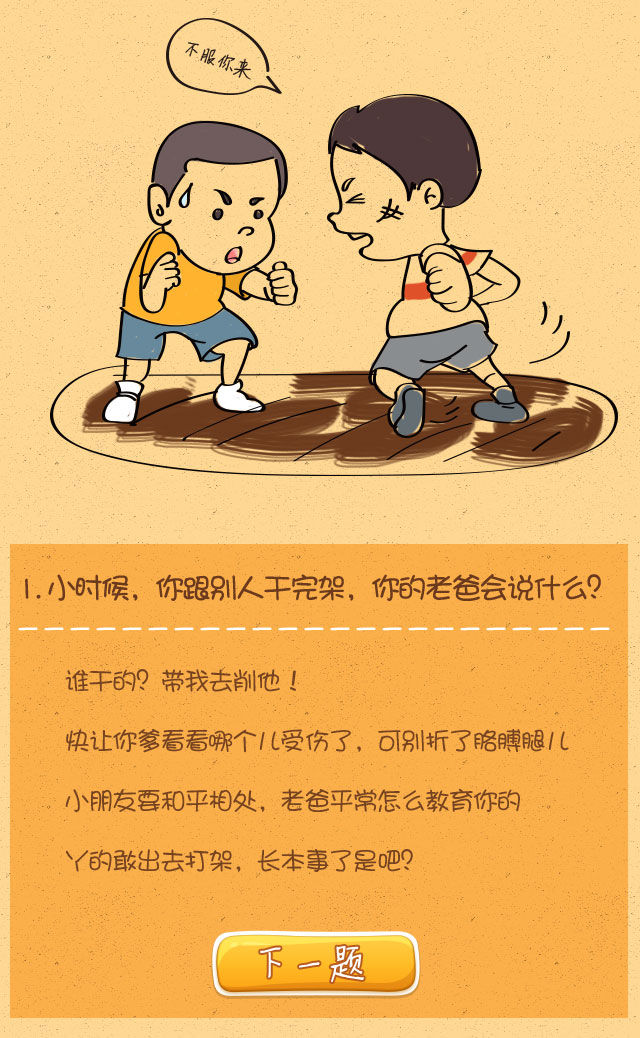 不服你来
1. 小时候，你跟别人干完架，你的老爸会说什么？
谁干的？带我去削他！
快让你爹看看哪个儿受伤了，可别折了胳膊腿儿
小朋友要和平相处，老爸平常怎么教育你的
丫的敢出去打架，长本事了是吧？
下一题